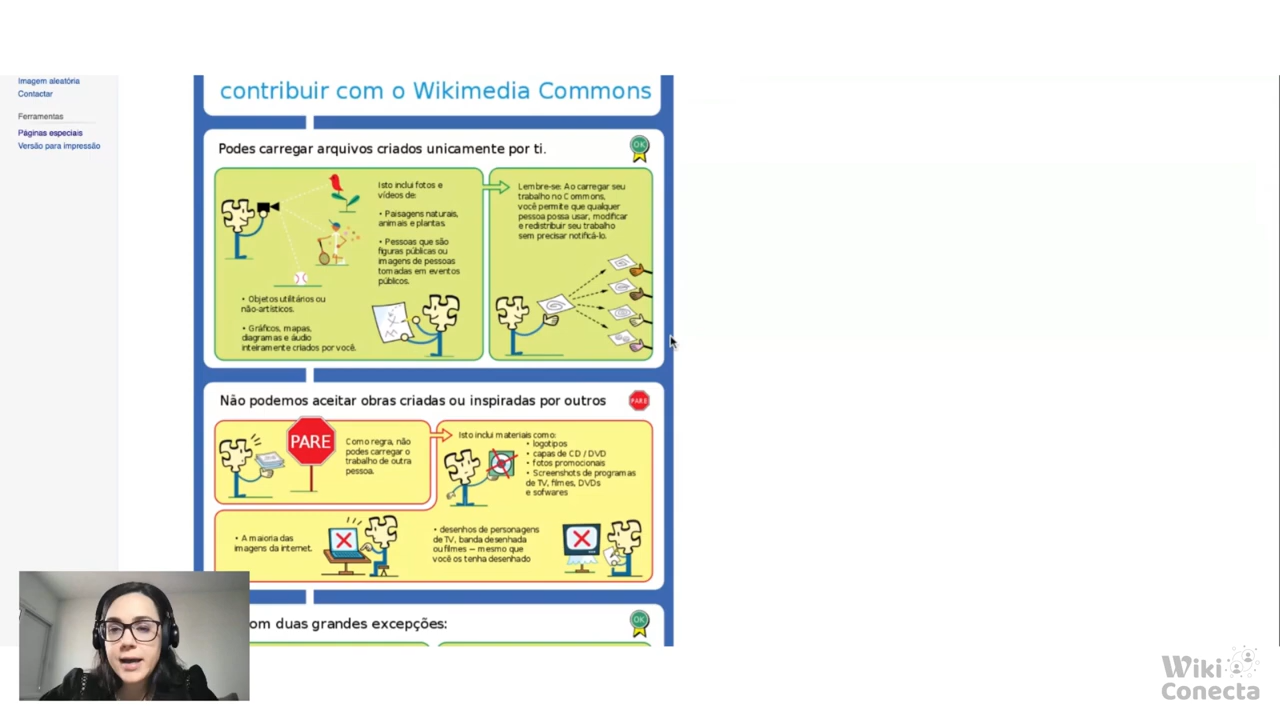 Imagem aleatória
Contactar
Ferramentas
Páginas especiais
Versão para impressão
contribuir com o Wikimedia Commons
Podes carregar arquivos criados unicamente por ti.
OK
Isto inclui fotos e
vídeos de:
• Paisagens naturais,
animais e plantas.
• Pessoas que são
figuras públicas ou
imagens de pessoas
tomadas em eventos
públicos.
• Objetos utilitários ou
não-artísticos.
• Gráficos, mapas,
diagramas e áudio
inteiramente criados por você.
Lembre-se: Ao carregar seu
trabalho no Commons,
você permite que qualquer
pessoa possa usar, modificar
e redistribuir seu trabalho
sem precisar notificá-lo.
Não podemos aceitar obras criadas ou inspiradas por outros
PARE
PARE
Como regra, não
podes carregar o
trabalho de outra
pessoa.
Isto inclui materiais como:
• logotipos
• capas de CD / DVD
• fotos promocionais
• Screenshots de programas
de TV, filmes, DVDs
e sofwares
• A maioria das
imagens da internet.
• desenhos de personagens
de TV, banda desenhada
ou filmes — mesmo que
você os tenha desenhado
om duas grandes excepções:
OK
Wiki
Conecta